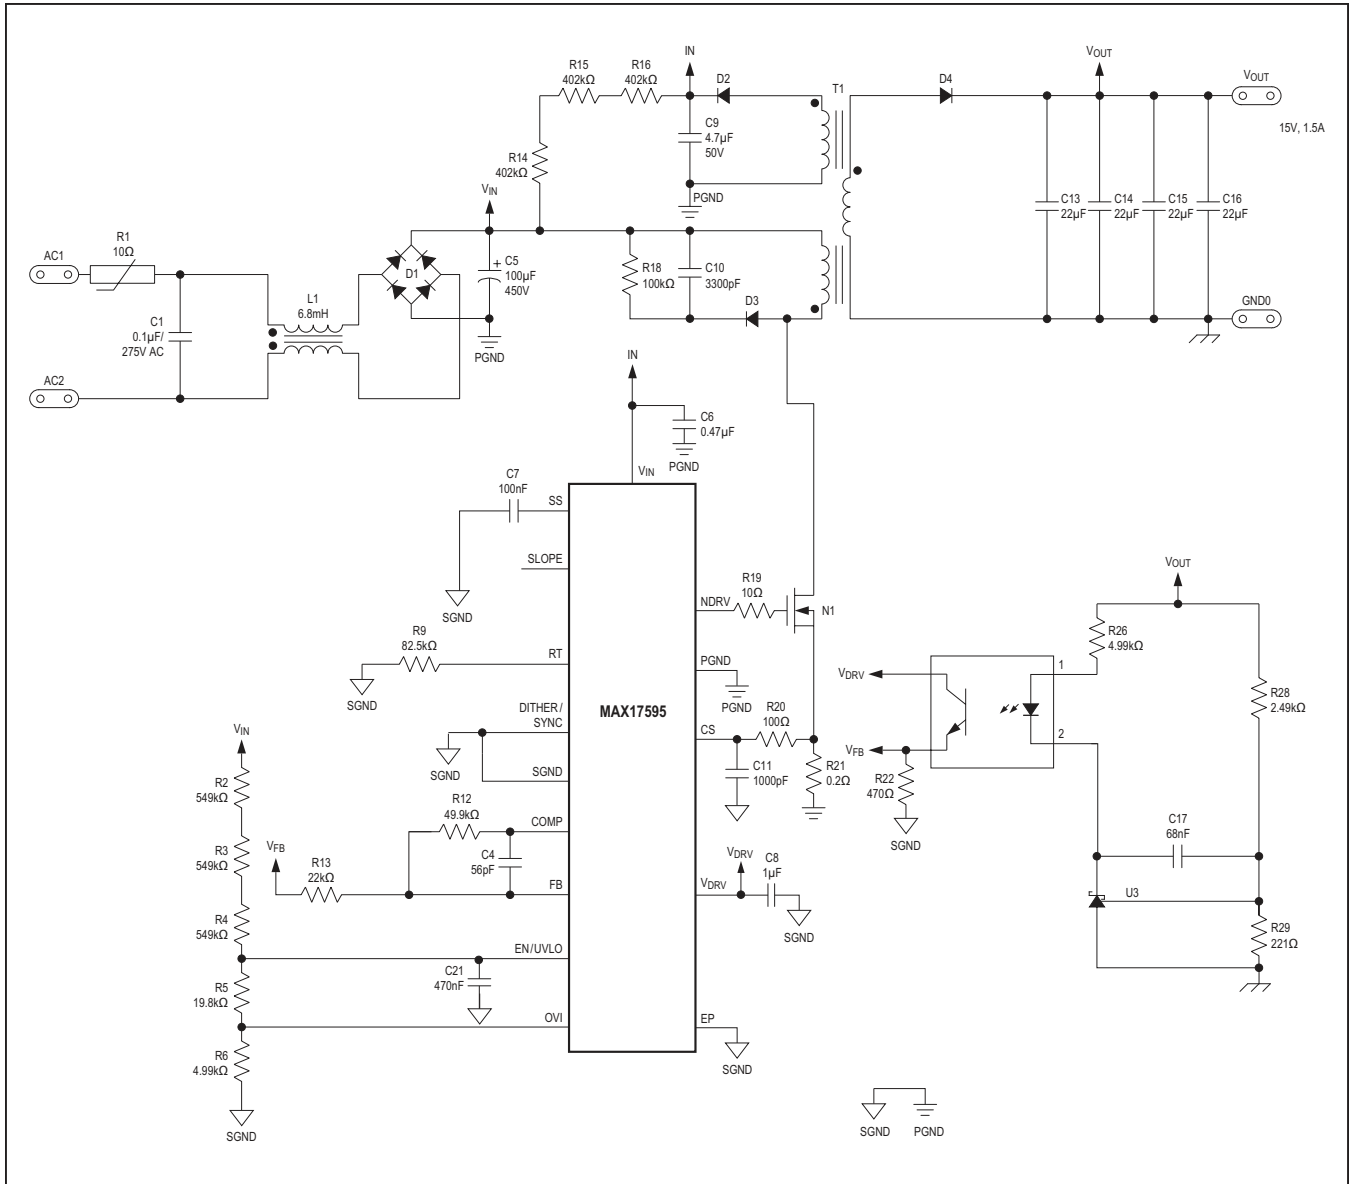 IN
VOUT
R15
402kΩ
R16
402kΩ
D2
T1
D4
VOUT
15V, 1.5A
C9
4.7µF
50V
R14
402kΩ
PGND
VIN
C13
22µF
C14
22µF
C15
22µF
C16
22µF
AC1
R1
10Ω
D1
C5
+
100µF
450V
R18
100kΩ
C10
3300pF
D3
L1
6.8mH
GND0
C1
0.1µF/
275V AC
PGND
AC2
IN
C6
0.47µF
PGND
VIN
C7
100nF
SS
SLOPE
SGND
NDRV
R19
10Ω
N1
VOUT
R9
82.5kΩ
RT
SGND
PGND
PGND
R26
4.99kΩ
1
2
VDRV
VFB
R28
2.49kΩ
MAX17595
DITHER/
SYNC
SGND
SGND
CS
R20
100Ω
C11
1000pF
R21
0.2Ω
R22
470Ω
SGND
VIN
R2
549kΩ
R12
49.9kΩ
COMP
C17
68nF
VFB
R13
22kΩ
C4
56pF
FB
R3
549kΩ
VDRV
VDRV
C8
1µF
SGND
U3
R29
221Ω
R4
549kΩ
EN/UVLO
C21
470nF
R5
19.8kΩ
OVI
EP
SGND
R6
4.99kΩ
SGND
SGND
PGND